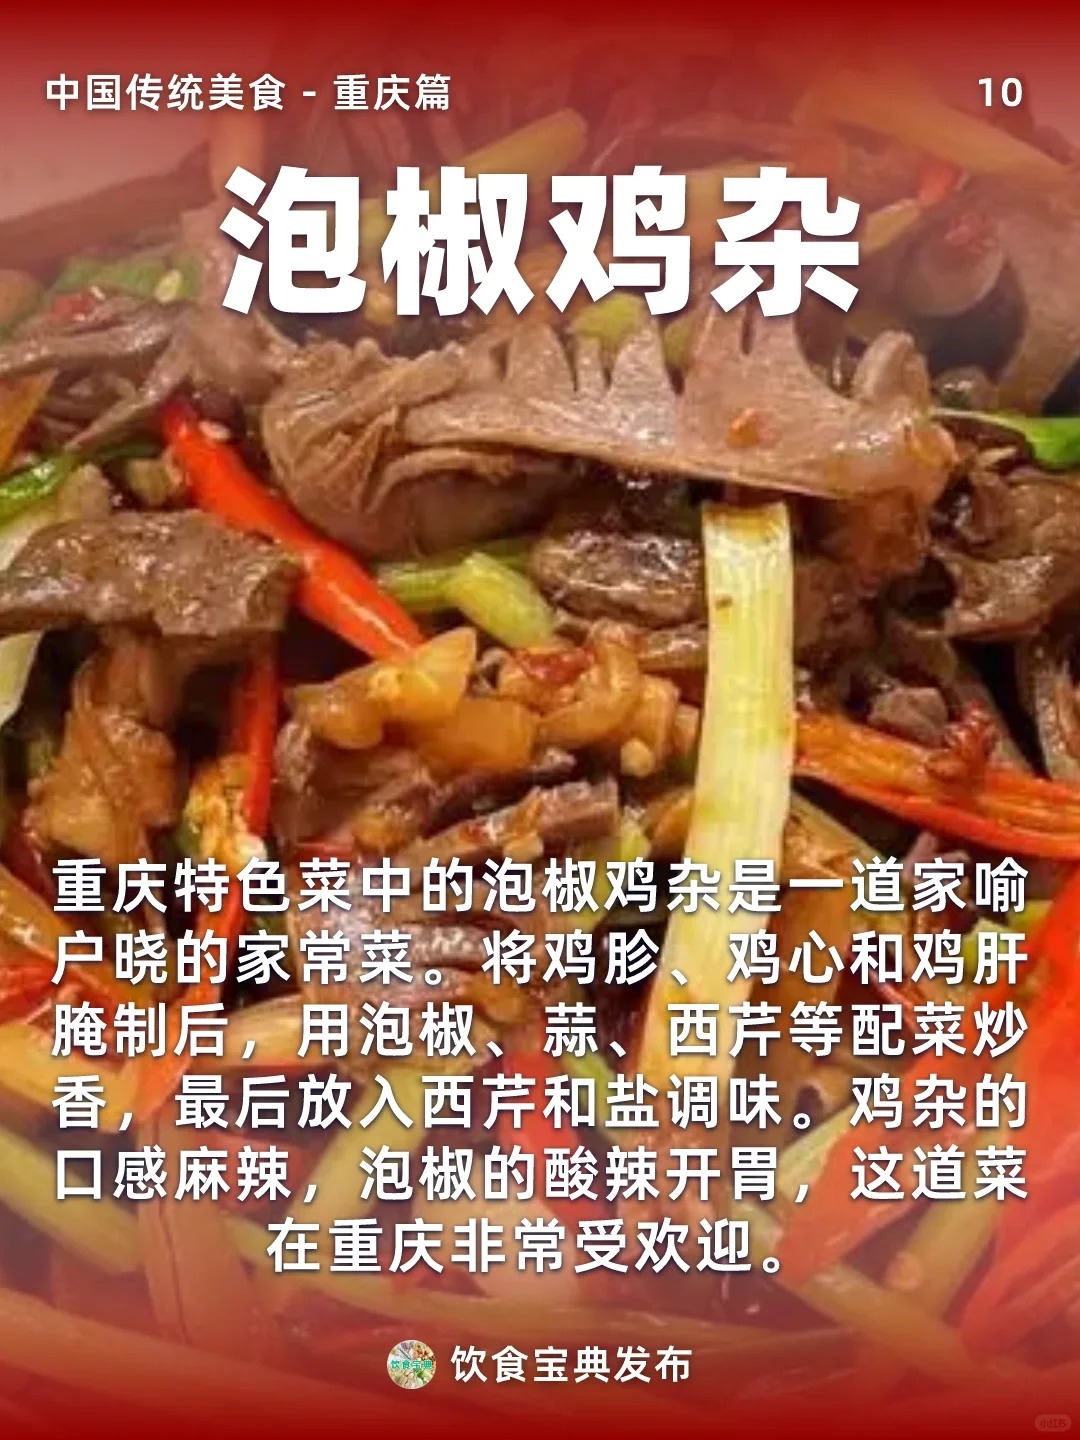 中国传统美食 - 重庆篇
10
泡椒鸡杂
重庆特色菜中的泡椒鸡杂是一道家喻
户晓的家常菜。将鸡胗、鸡心和鸡肝
腌制后，用泡椒、蒜、西芹等配菜炒
香，最后放入西芹和盐调味。鸡杂的
口感麻辣，泡椒的酸辣开胃，这道菜
在重庆非常受欢迎。
饮食宝典
饮食宝典发布
小红书